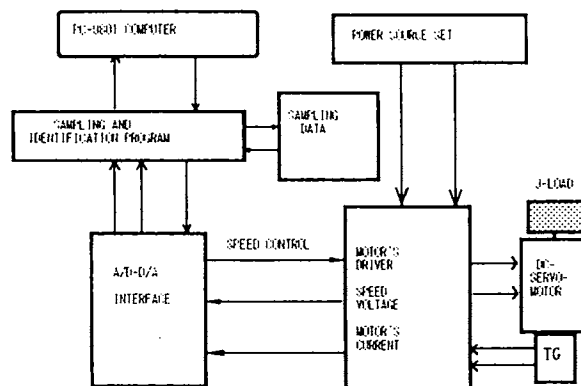 PC-9801 COMPUTER
POWER SOURCE SET
SAMPLING AND
IDENTIFICATION PROGRAM
SAMPLING
DATA
J-LOAD
SPEED CONTROL
A/D-D/A
INTERFACE
MOTOR'S
DRIVER
SPEED
VOLTAGE
MOTOR'S
CURRENT
DC-
SERVO-
MOTOR
TG